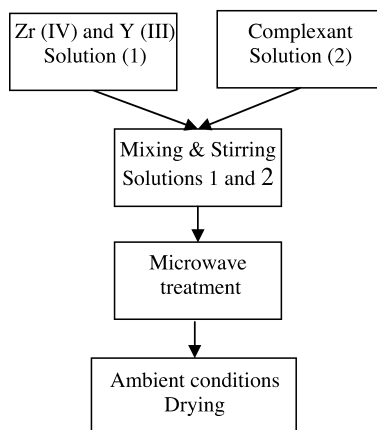 Zr (IV) and Y (III)
Solution (1)
Complexant
Solution (2)
Mixing & Stirring
Solutions 1 and 2
Microwave
treatment
Ambient conditions
Drying